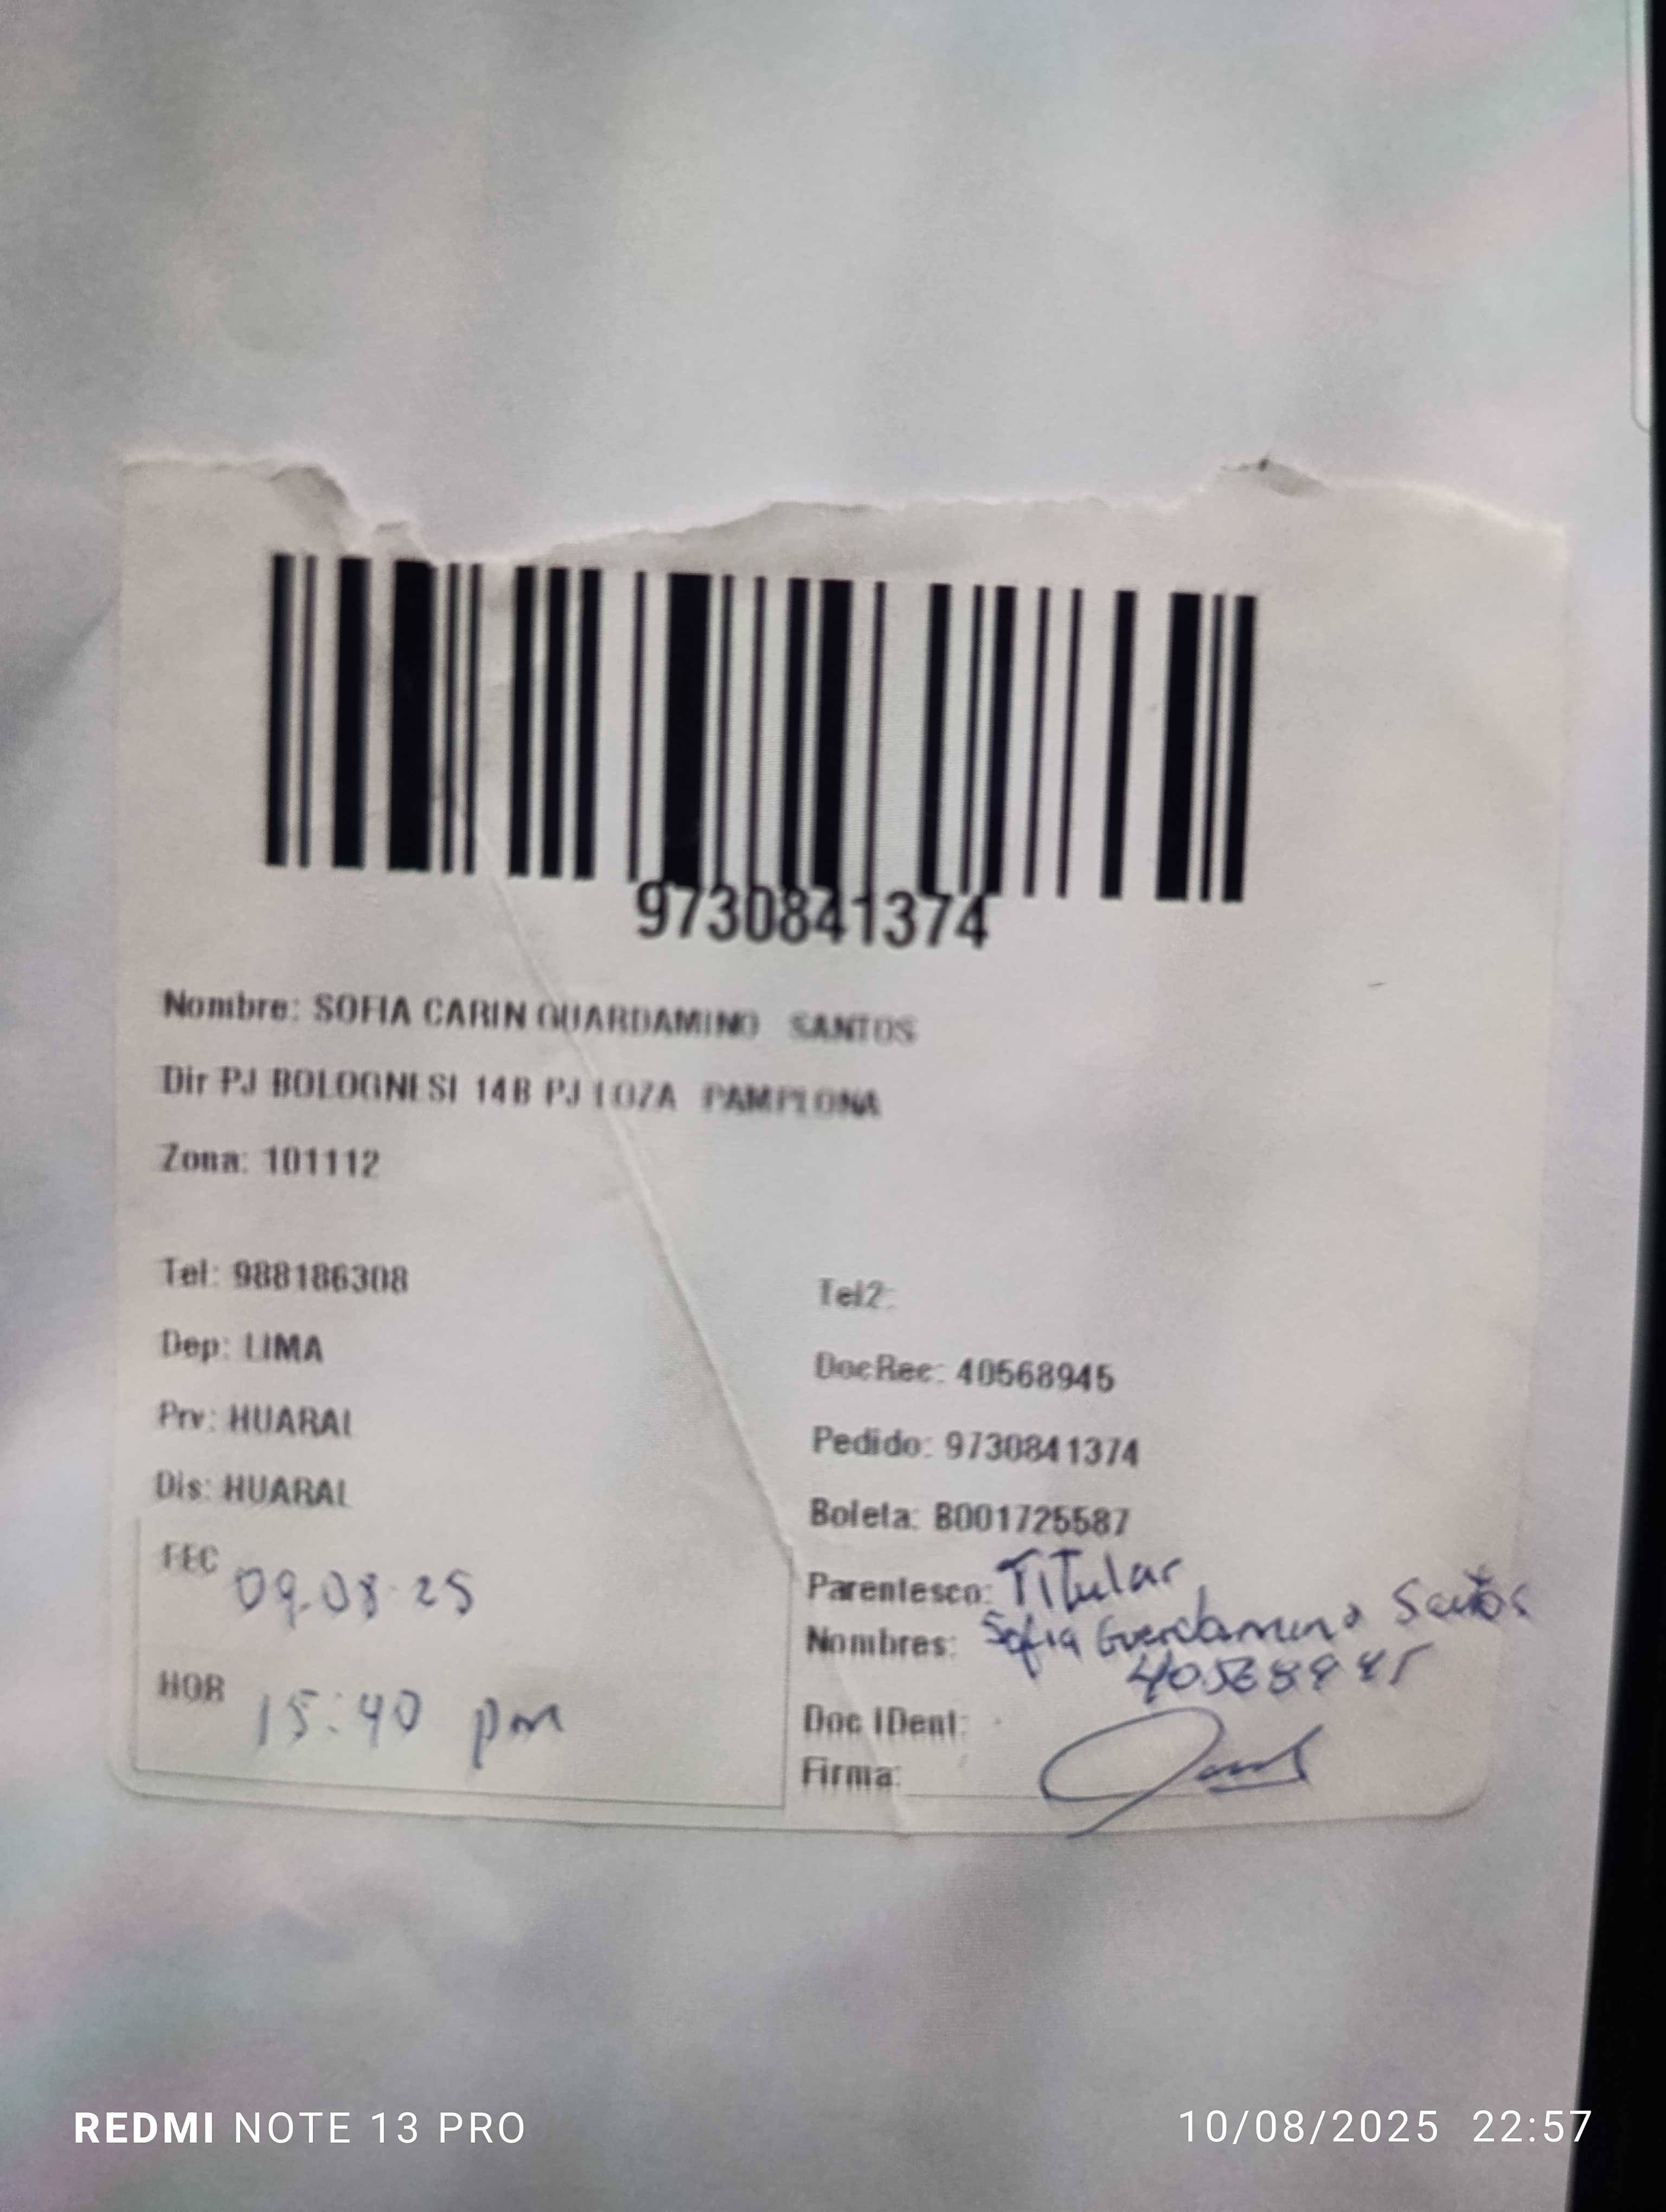 9730841374
Nombre: SOFIA CARIN GUARDAMINO SANTOS
Dir PJ BOLOGNESI 14B PJ LOZA PAMPLONA
Zona: 101112
Tel: 988186308
Tel2:
Dep: LIMA
DocRec: 40568945
Prv: HUARAL
Pedido: 9730841374
Dis: HUARAL
Boleta: B001725587
FEC 09.08.25
Parentesco: Titular
Nombres: Sofia Guardamino Santos
40568945
HOR 15:40 pm
Doc IDent:
Firma:
REDMI NOTE 13 PRO
10/08/2025 22:57